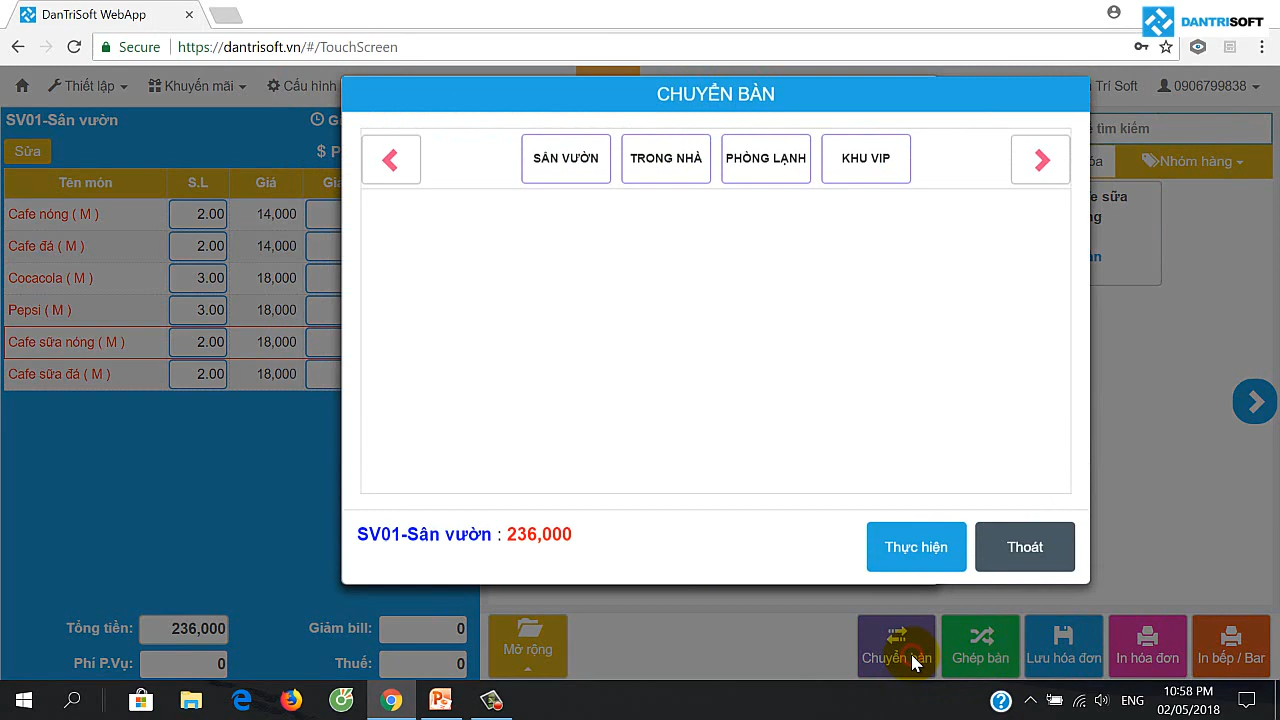 DanTriSoft WebApp
DANTRISOFT
Secure
https://dantrisoft.vn/#/TouchScreen
Thiết lập
Khuyến mãi
Cấu hình
Trí Soft
0906799838
SV01-Sân vườn
CHUYỂN BÀN
tìm kiếm
Sửa
$
SÂN VƯỜN
TRONG NHÀ
PHÒNG LẠNH
KHU VIP
Nhóm hàng
Tên món
S.L
Giá
Cafe nóng ( M )
2.00
14,000
sữa
Cafe đá ( M )
2.00
14,000
Cocacola ( M )
3.00
18,000
Pepsi ( M )
3.00
18,000
Cafe sữa nóng ( M )
2.00
18,000
Cafe sữa đá ( M )
2.00
18,000
SV01-Sân vườn : 236,000
Thực hiện
Thoát
Tổng tiền:
236,000
Giảm bill:
0
Phí P.Vụ:
0
Thuế:
0
Mở rộng
Chuyển bàn
Ghép bàn
Lưu hóa đơn
In hóa đơn
In bếp / Bar
ENG
10:58 PM
02/05/2018